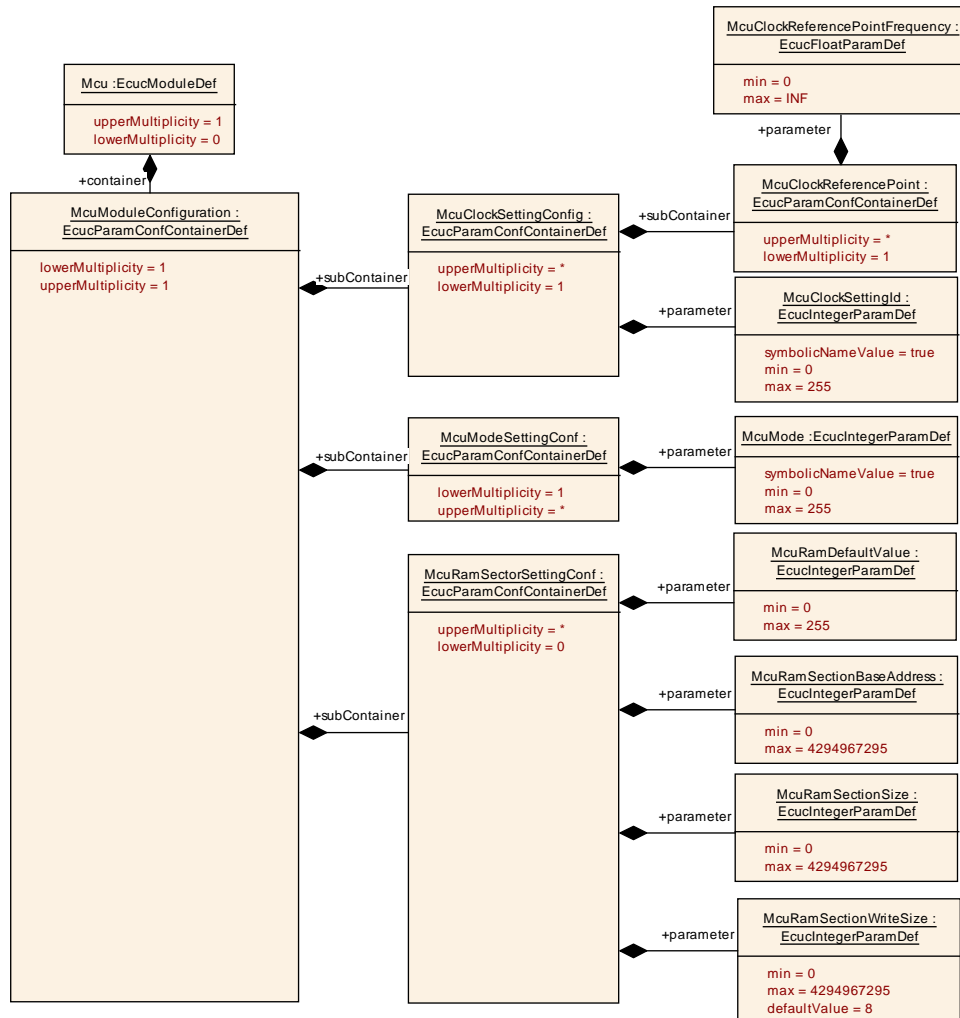 McuClockReferencePointFrequency :
EcucFloatParamDef
min = 0
max = INF
+parameter
Mcu :EcucModuleDef
upperMultiplicity = 1
lowerMultiplicity = 0
+container
McuModuleConfiguration :
EcucParamConfContainerDef
lowerMultiplicity = 1
upperMultiplicity = 1
+subContainer
McuClockSettingConfig :
EcucParamConfContainerDef
upperMultiplicity = *
lowerMultiplicity = 1
+subContainer
McuClockReferencePoint :
EcucParamConfContainerDef
upperMultiplicity = *
lowerMultiplicity = 1
+parameter
McuClockSettingId :
EcucIntegerParamDef
symbolicNameValue = true
min = 0
max = 255
+subContainer
McuModeSettingConf :
EcucParamConfContainerDef
lowerMultiplicity = 1
upperMultiplicity = *
+parameter
McuMode :EcucIntegerParamDef
symbolicNameValue = true
min = 0
max = 255
+subContainer
McuRamSectorSettingConf :
EcucParamConfContainerDef
upperMultiplicity = *
lowerMultiplicity = 0
+parameter
McuRamDefaultValue :
EcucIntegerParamDef
min = 0
max = 255
+parameter
McuRamSectionBaseAddress :
EcucIntegerParamDef
min = 0
max = 4294967295
+parameter
McuRamSectionSize :
EcucIntegerParamDef
min = 0
max = 4294967295
+parameter
McuRamSectionWriteSize :
EcucIntegerParamDef
min = 0
max = 4294967295
defaultValue = 8